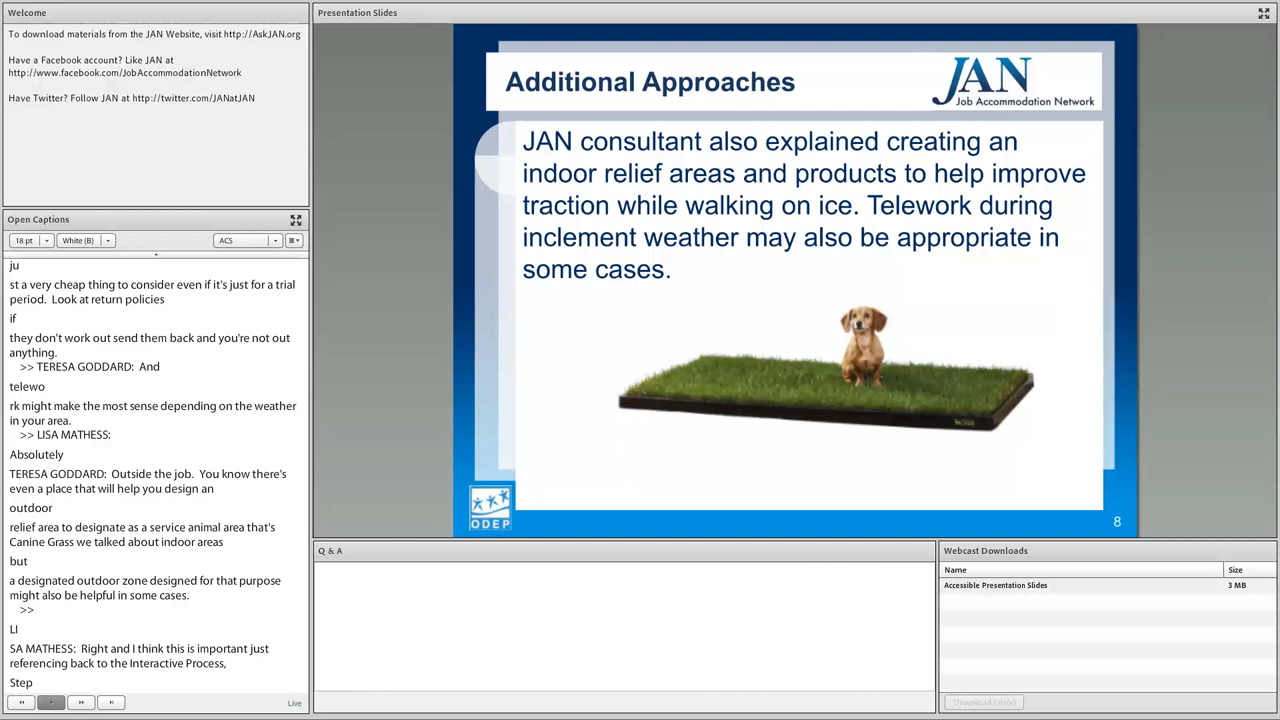 Welcome
To download materials from the JAN Website, visit http://AskJAN.org
Have a Facebook account? Like JAN at
http://www.facebook.com/JobAccommodationNetwork
Have Twitter? Follow JAN at http://twitter.com/JANatJAN
Open Captions
18 pt
White (B)
ACS
ju
st a very cheap thing to consider even if it's just for a trial
period. Look at return policies
if
they don't work out send them back and you're not out
anything.
>> TERESA GODDARD: And
telewo
rk might make the most sense depending on the weather
in your area.
>> LISA MATHESS:
Absolutely
TERESA GODDARD: Outside the job. You know there's
even a place that will help you design an
outdoor
relief area to designate as a service animal area that's
Canine Grass we talked about indoor areas
but
a designated outdoor zone designed for that purpose
might also be helpful in some cases.
>>
LI
SA MATHESS: Right and I think this is important just
referencing back to the Interactive Process,
Step
Live
Presentation Slides
Additional Approaches
JAN
Job Accommodation Network
JAN consultant also explained creating an
indoor relief areas and products to help improve
traction while walking on ice. Telework during
inclement weather may also be appropriate in
some cases.
ODEP
8
Q & A
Webcast Downloads
Name
Size
Accessible Presentation Slides
3 MB
Download File(s)